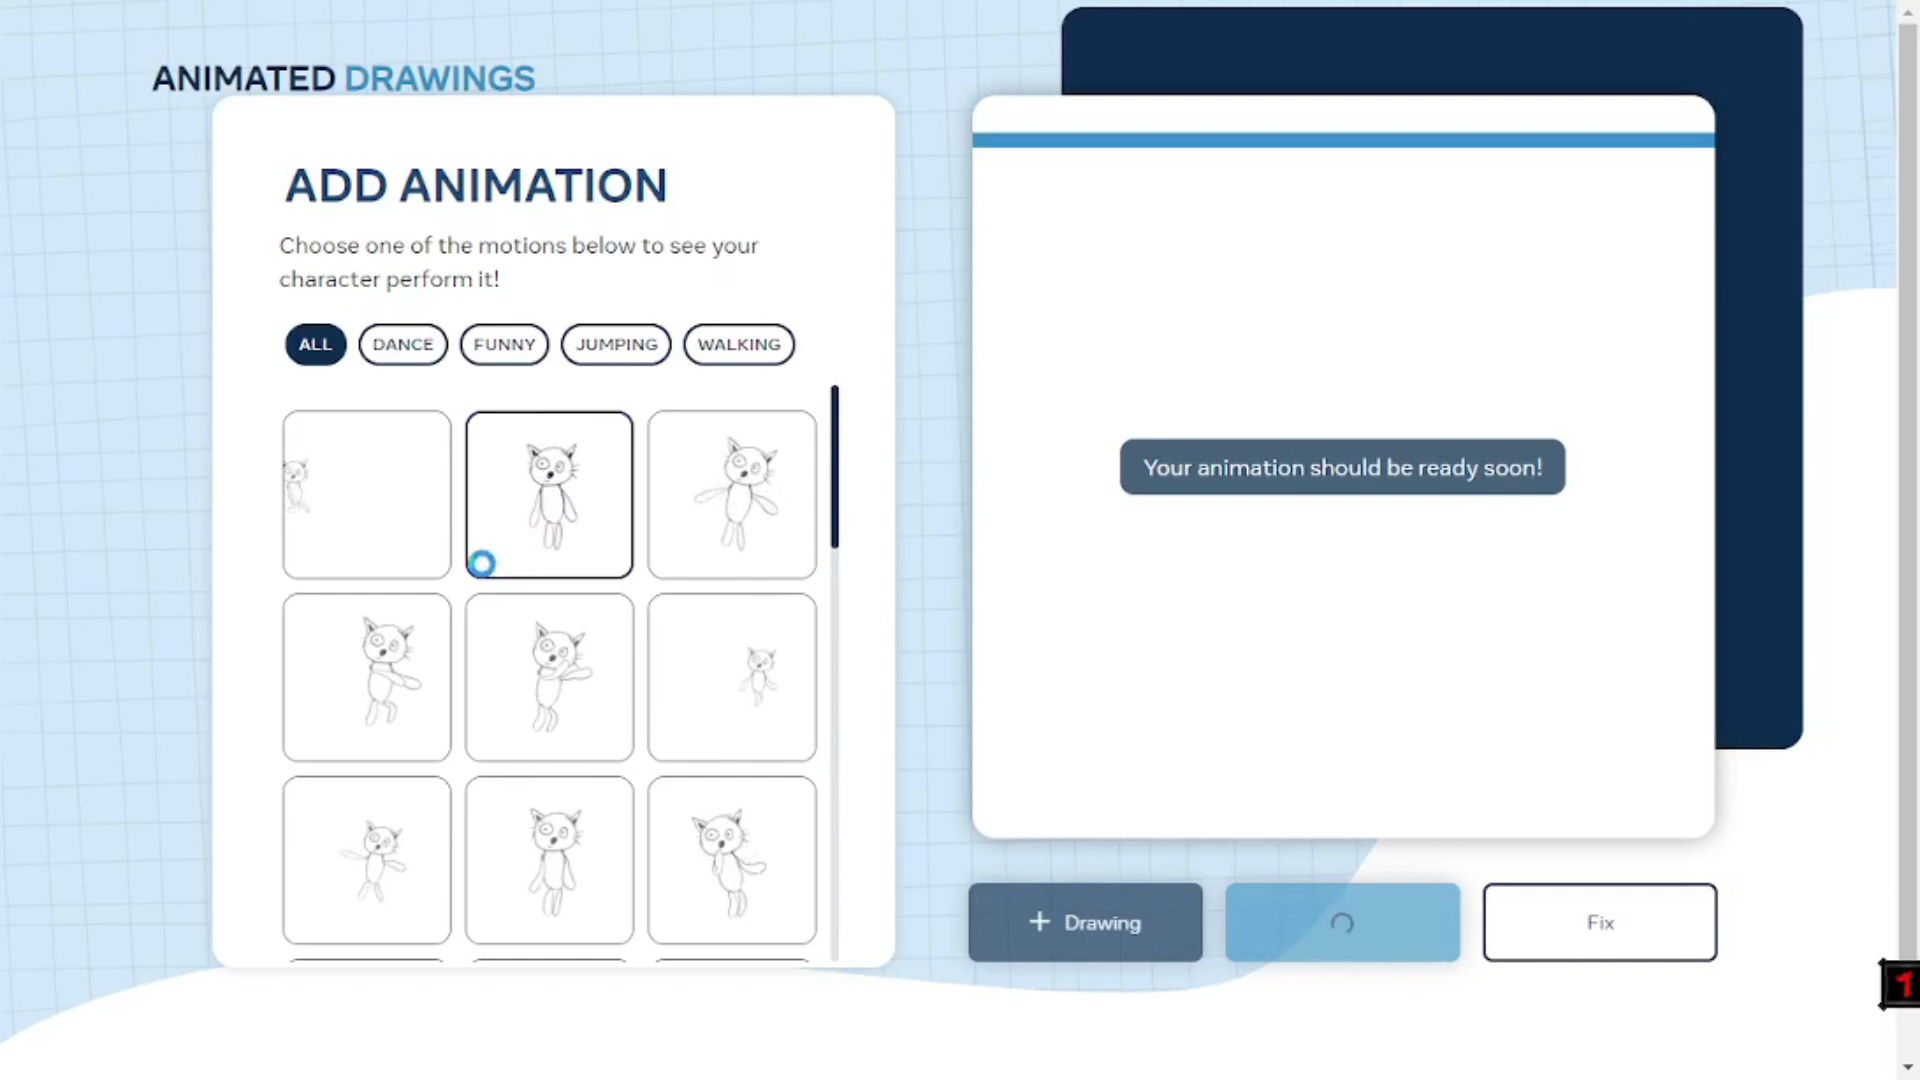 ANIMATED DRAWINGS
ADD ANIMATION
Choose one of the motions below to see your
character perform it!
ALL DANCE FUNNY JUMPING WALKING
Your animation should be ready soon!
+ Drawing
Fix
1